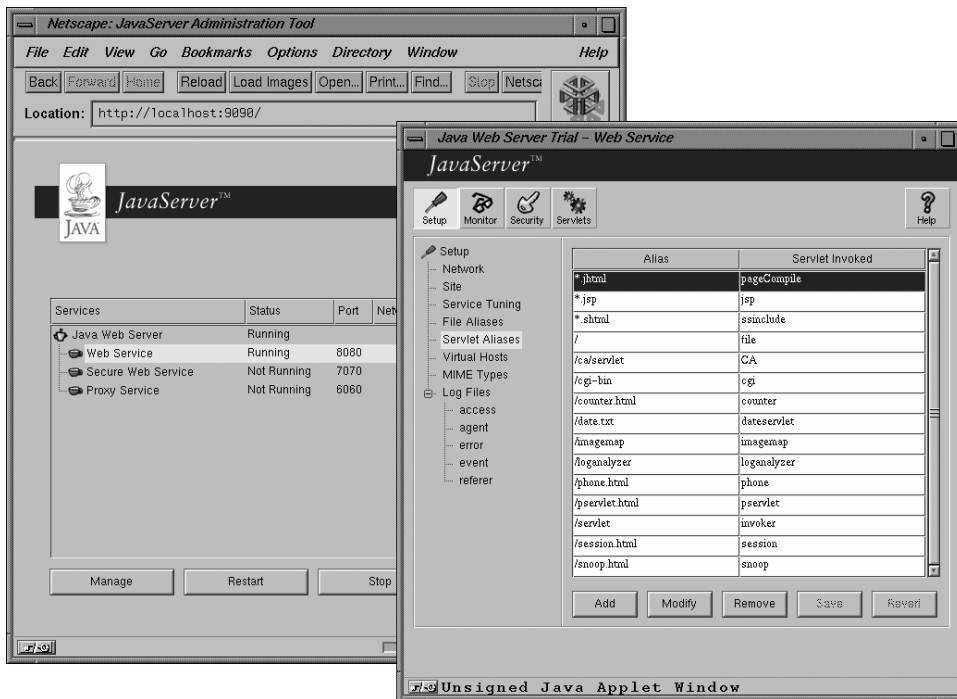 Netscape: JavaServer Administration Tool
File Edit View Go Bookmarks Options Directory Window Help
Back Forward Home Reload Load Images Open... Print... Find... Stop
Location: http://localhost:9090/
JAVA
JavaServer™
Services Status Port
Java Web Server Running
Web Service Running 8080
Secure Web Service Not Running 7070
Proxy Service Not Running 6060
Manage Restart Stop
Java Web Server Trial – Web Service
JavaServer™
Setup Monitor Security Servlets Help
Setup
Network
Site
Service Tuning
File Aliases
Servlet Aliases
Virtual Hosts
MIME Types
Log Files
access
agent
error
event
referer
Alias Servlet Invoked
*.jhtml pageCompile
*.jsp jsp
*.shtml ssinclude
/ file
/ca/servlet CA
/cgi-bin cgi
/counter.html counter
/date.txt dateservlet
/imagemap imagemap
/loganalyzer loganalyzer
/phone.html phone
/pservlet.html pservlet
/servlet invoker
/session.html session
/snoop.html snoop
Add Modify Remove Save Revert
Unsigned Java Applet Window